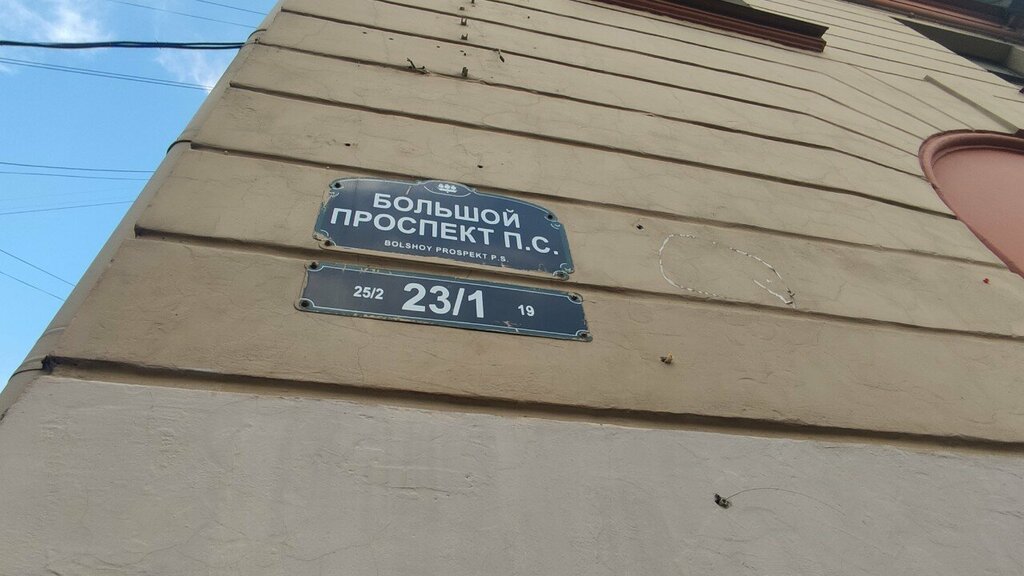 БОЛЬШОЙ
ПРОСПЕКТ П.С.
BOLSHOY PROSPEKT P.S.
25/2 23/1 19